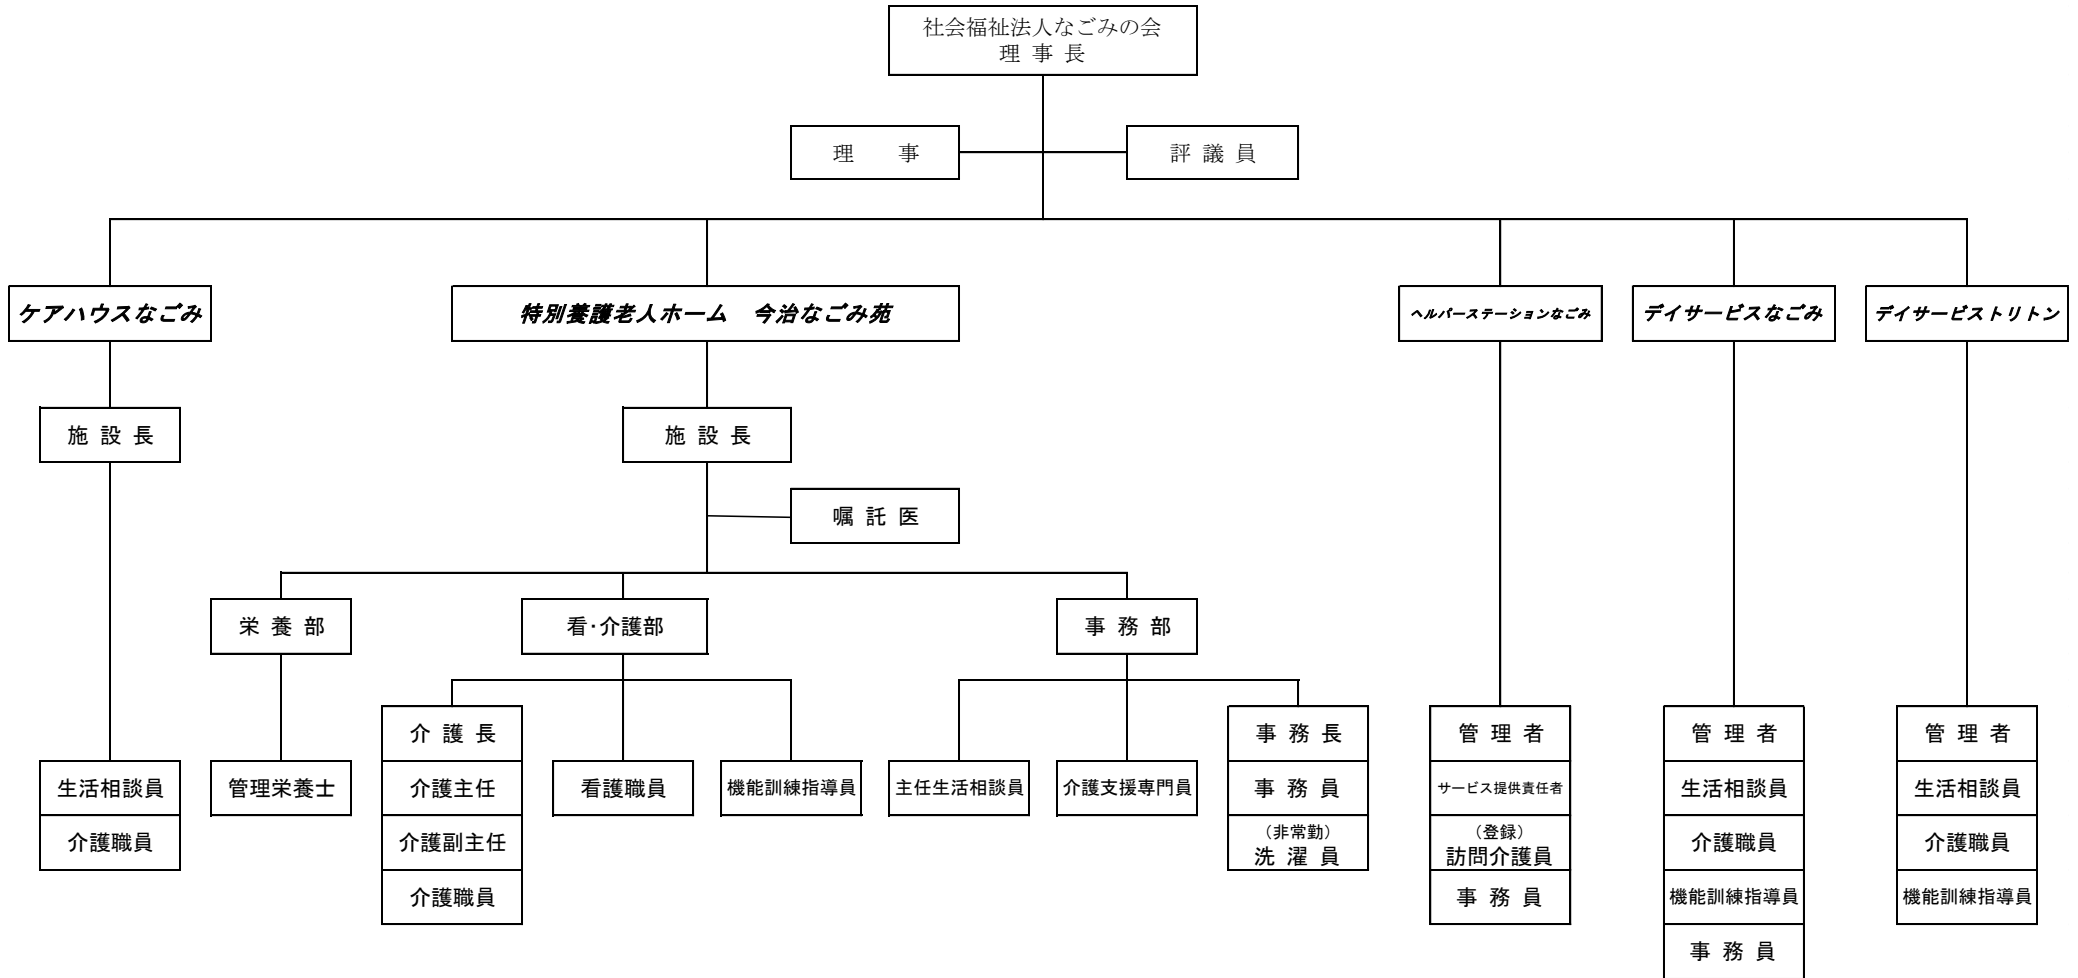 社会福祉法人なごみの会
理 事 長
理　　事
評 議 員
ケアハウスなごみ
特別養護老人ホーム　今治なごみ苑
ヘルパーステーションなごみ
デイサービスなごみ
デイサービストリトン
施 設 長
施 設 長
嘱 託 医
栄 養 部
看･介護部
事 務 部
生活相談員
介護職員
管理栄養士
介 護 長
介護主任
介護副主任
介護職員
看護職員
機能訓練指導員
主任生活相談員
介護支援専門員
事 務 長
事 務 員
（非常勤）
洗 濯 員
管 理 者
サービス提供責任者
（登録）
訪問介護員
事 務 員
管 理 者
生活相談員
介護職員
機能訓練指導員
事 務 員
管 理 者
生活相談員
介護職員
機能訓練指導員